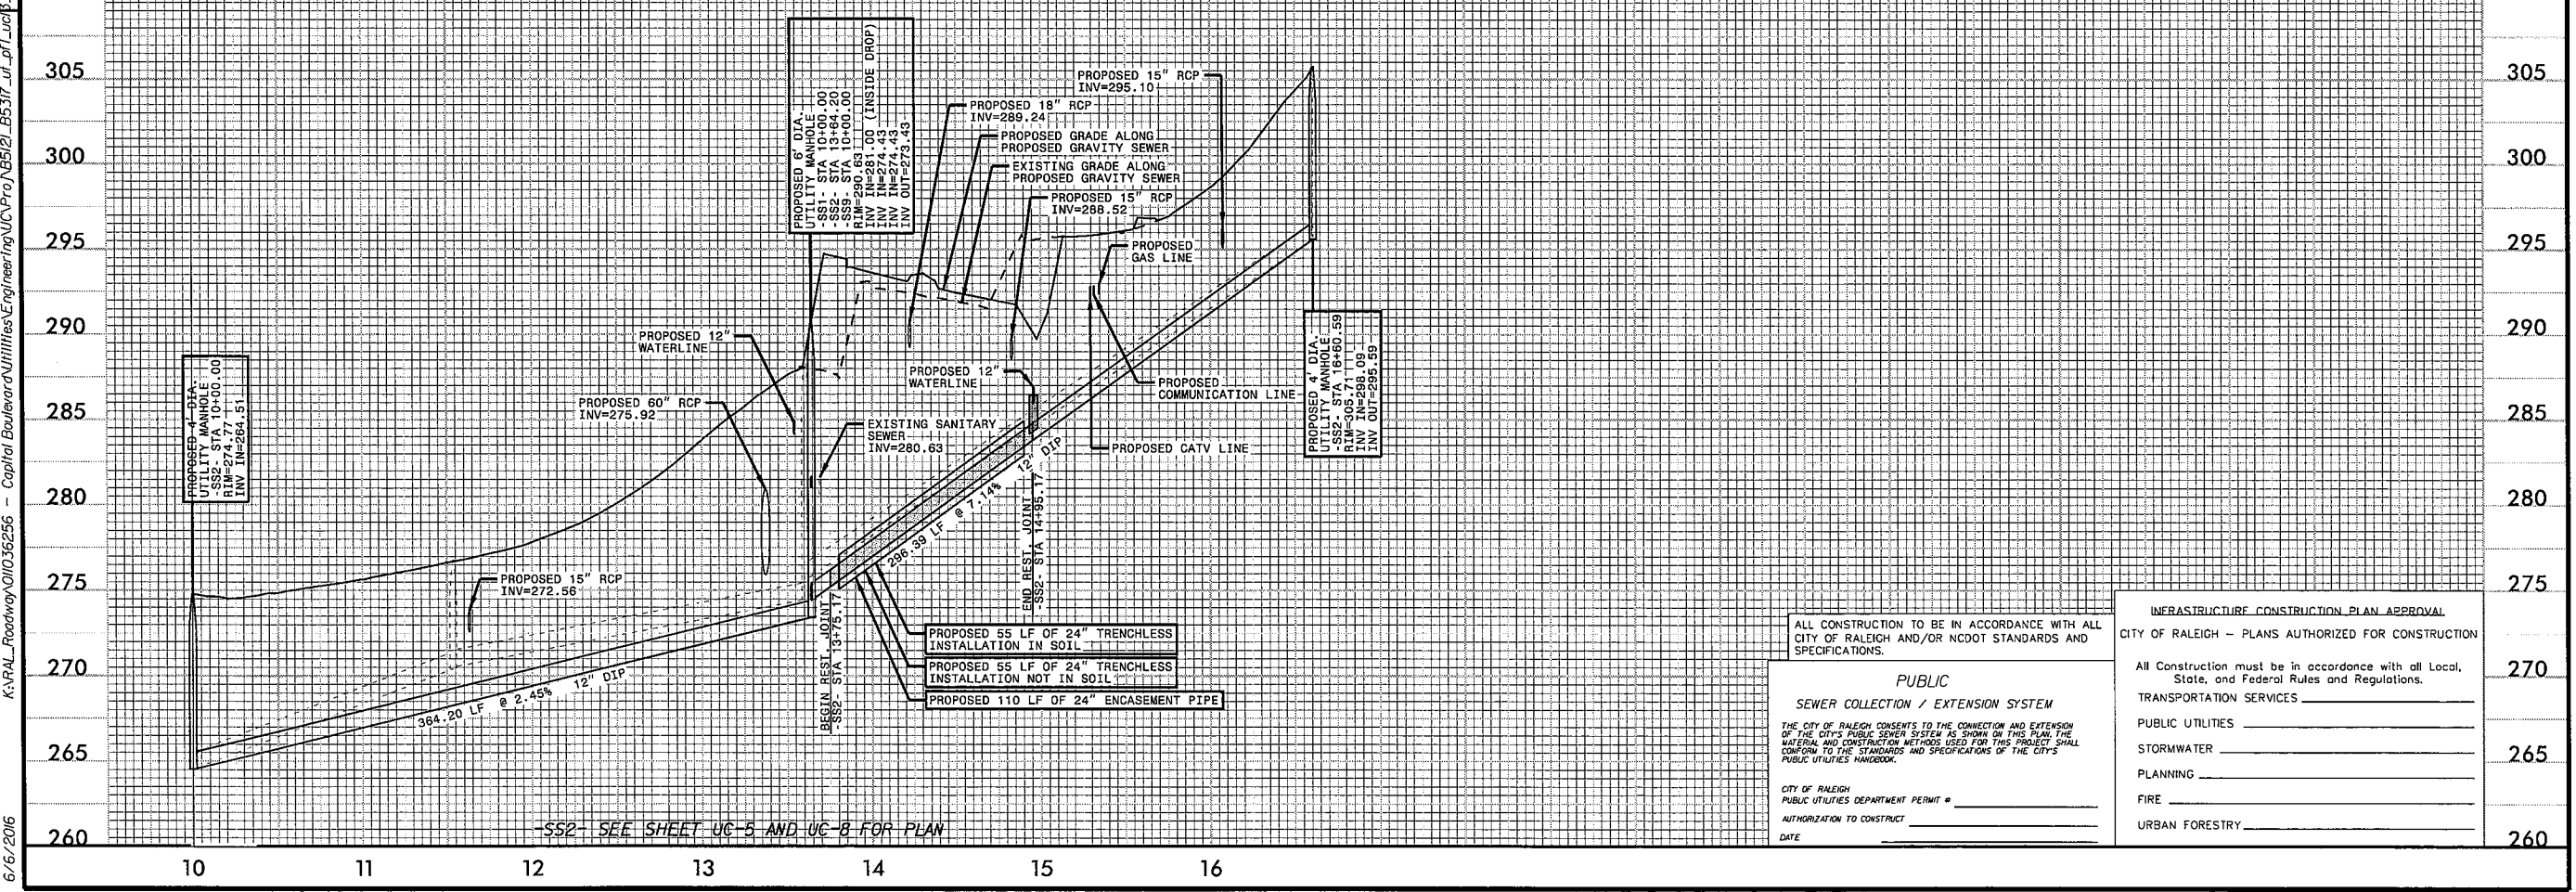 K:\RAL_Roadway\011036256 - Capital Boulevard\Utilities\Engineering\UC\Proj\B5121_B5317_ut_pfl_uc13.
6/6/2016
305
300
295
290
285
280
275
270
265
260
305
300
295
290
285
280
275
270
265
260
10
11
12
13
14
15
16
PROPOSED 4' DIA.
UTILITY MANHOLE
-SS2- STA 10+00.00
RIM=274.77
INV IN=264.51
PROPOSED 6' DIA.
UTILITY MANHOLE
-SS1- STA 10+00.00
-SS2- STA 13+64.20
-SS9- STA 10+00.00
RIM=290.63
INV IN=281.00 (INSIDE DROP)
INV IN=274.43
INV IN=274.43
INV OUT=273.43
PROPOSED 15" RCP
INV=295.10
PROPOSED 18" RCP
INV=289.24
PROPOSED GRADE ALONG
PROPOSED GRAVITY SEWER
EXISTING GRADE ALONG
PROPOSED GRAVITY SEWER
PROPOSED 15" RCP
INV=288.52
PROPOSED
GAS LINE
PROPOSED 12"
WATERLINE
PROPOSED 12"
WATERLINE
PROPOSED
COMMUNICATION LINE
PROPOSED 60" RCP
INV=275.92
EXISTING SANITARY
SEWER
INV=280.63
PROPOSED CATV LINE
PROPOSED 4' DIA.
UTILITY MANHOLE
-SS2- STA 16+60.59
RIM=305.71
INV IN=298.09
INV OUT=295.59
PROPOSED 15" RCP
INV=272.56
364.20 LF @ 2.45% 12" DIP
296.39 LF @ 7.14% 12" DIP
BEGIN REST. JOINT
-SS2- STA 13+75.17
END REST. JOINT
-SS2- STA 14+95.17
PROPOSED 55 LF OF 24" TRENCHLESS
INSTALLATION IN SOIL
PROPOSED 55 LF OF 24" TRENCHLESS
INSTALLATION NOT IN SOIL
PROPOSED 110 LF OF 24" ENCASEMENT PIPE
-SS2- SEE SHEET UC-5 AND UC-8 FOR PLAN
ALL CONSTRUCTION TO BE IN ACCORDANCE WITH ALL
CITY OF RALEIGH AND/OR NCDOT STANDARDS AND
SPECIFICATIONS.
PUBLIC
SEWER COLLECTION / EXTENSION SYSTEM
THE CITY OF RALEIGH CONSENTS TO THE CONNECTION AND EXTENSION
OF THE CITY'S PUBLIC SEWER SYSTEM AS SHOWN ON THIS PLAN. THE
MATERIAL AND CONSTRUCTION METHODS USED FOR THIS PROJECT SHALL
CONFORM TO THE STANDARDS AND SPECIFICATIONS OF THE CITY'S
PUBLIC UTILITIES HANDBOOK.
CITY OF RALEIGH
PUBLIC UTILITIES DEPARTMENT PERMIT #
AUTHORIZATION TO CONSTRUCT
DATE
INFRASTRUCTURE CONSTRUCTION PLAN APPROVAL
CITY OF RALEIGH - PLANS AUTHORIZED FOR CONSTRUCTION
All Construction must be in accordance with all Local,
State, and Federal Rules and Regulations.
TRANSPORTATION SERVICES
PUBLIC UTILITIES
STORMWATER
PLANNING
FIRE
URBAN FORESTRY